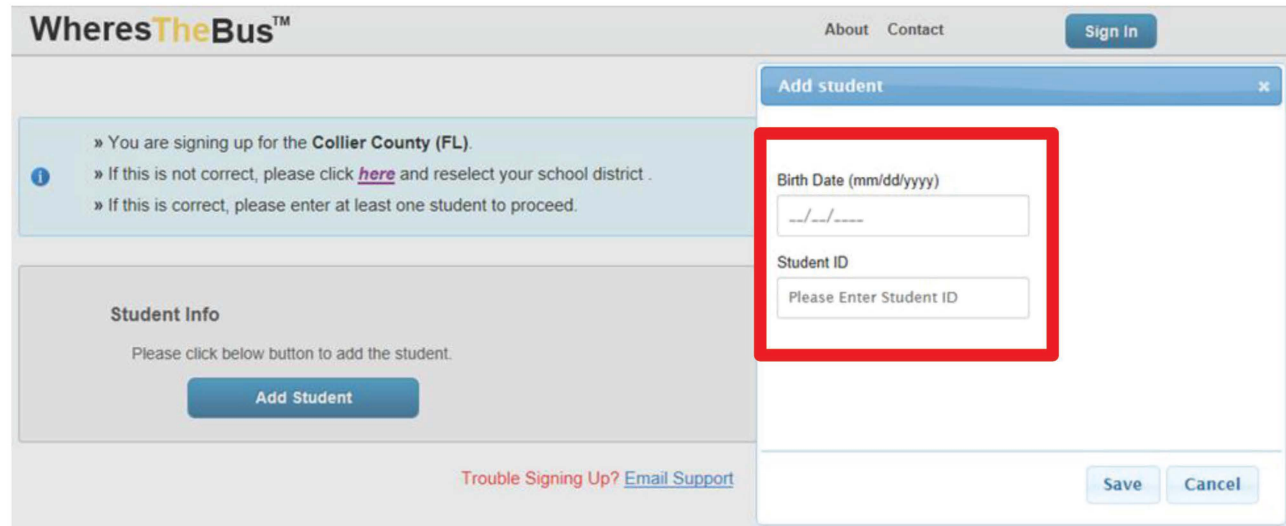 WheresTheBus™
About Contact
Sign In
» You are signing up for the Collier County (FL).
» If this is not correct, please click here and reselect your school district .
» If this is correct, please enter at least one student to proceed.
Student Info
Please click below button to add the student.
Add Student
Trouble Signing Up? Email Support
Add student
×
Birth Date (mm/dd/yyyy)
__/__/____
Student ID
Please Enter Student ID
Save Cancel